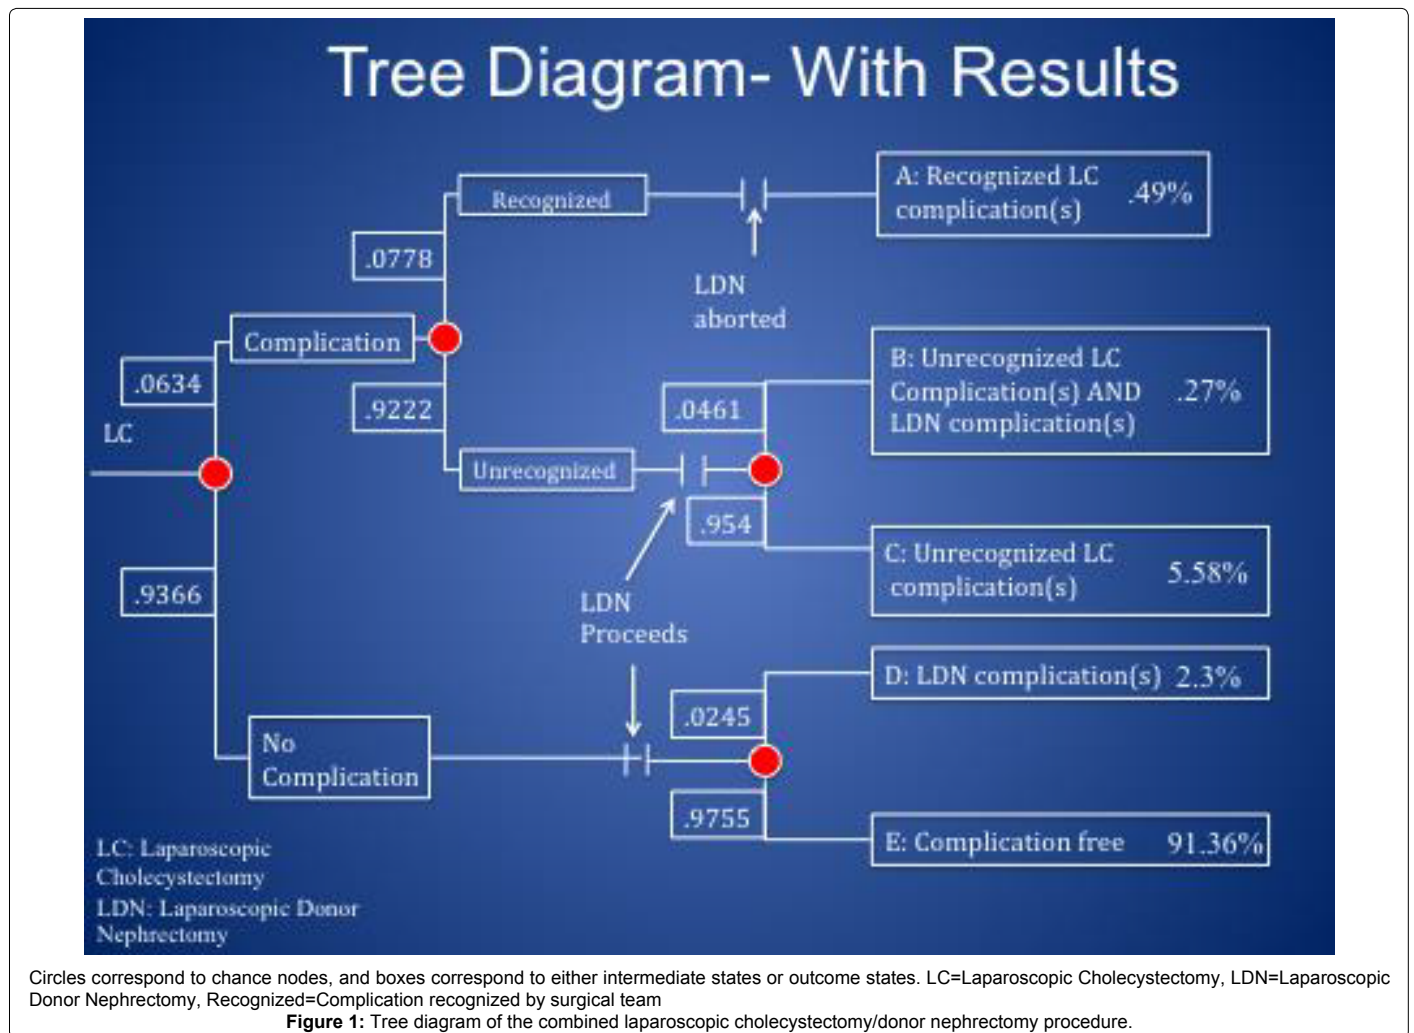 Tree Diagram- With Results
Recognized
A: Recognized LC
complication(s)
.49%
.0778
LDN
aborted
Complication
.0634
.9222
LC
.0461
B: Unrecognized LC
Complication(s) AND
LDN complication(s)
.27%
Unrecognized
.954
C: Unrecognized LC
complication(s)
5.58%
.9366
LDN
Proceeds
D: LDN complication(s) 2.3%
.0245
No
Complication
.9755
E: Complication free 91.36%
LC: Laparoscopic
Cholecystectomy
LDN: Laparoscopic Donor
Nephrectomy
Circles correspond to chance nodes, and boxes correspond to either intermediate states or outcome states. LC=Laparoscopic Cholecystectomy, LDN=Laparoscopic
Donor Nephrectomy, Recognized=Complication recognized by surgical team
Figure 1: Tree diagram of the combined laparoscopic cholecystectomy/donor nephrectomy procedure.